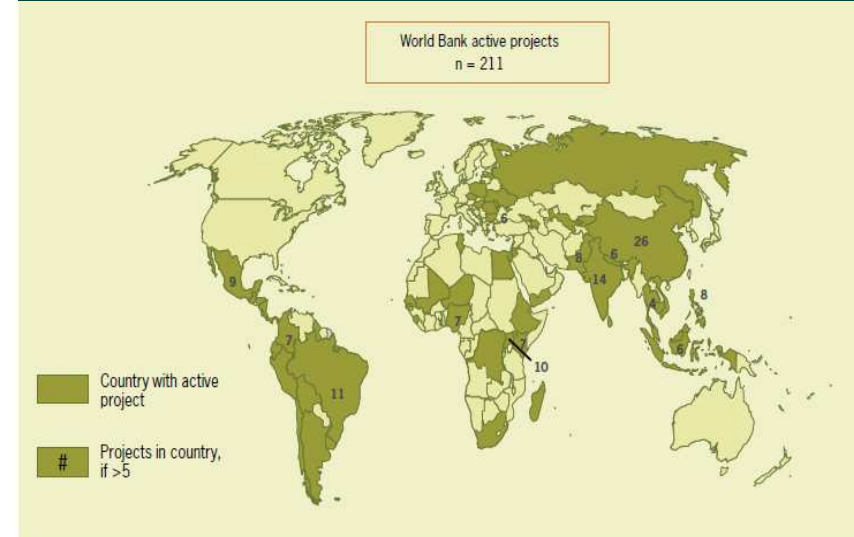 World Bank active projects
n = 211
6
26
6
8
14
9
8
4
7
7
7
6
10
11
Country with active
project
#
Projects in country,
if >5